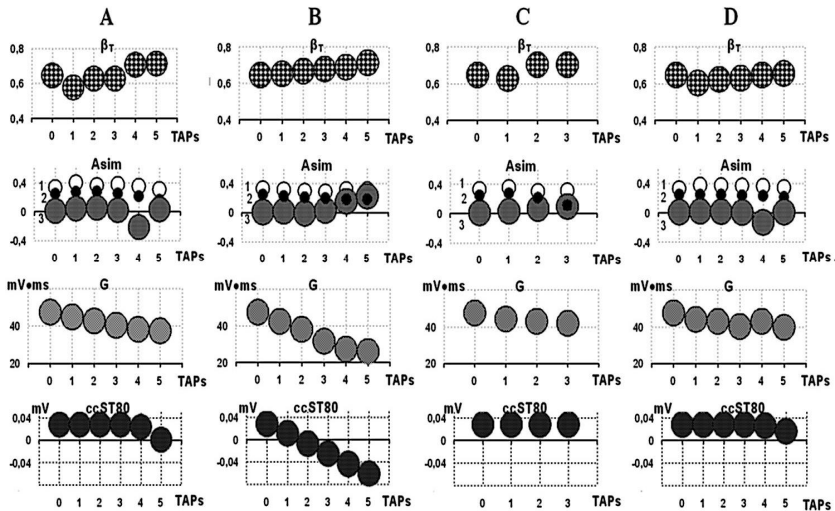 A B C D
β_T β_T β_T β_T
0,8 0,8 0,8 0,8
0,6 0,6 0,6 0,6
0,4 0,4 0,4 0,4
0 1 2 3 4 5 TAPs 0 1 2 3 4 5 TAPs 0 1 2 3 TAPs 0 1 2 3 4 5 TAPs
Asim Asim Asim Asim
0,4 1 0,4 1 0,4 1 0,4 1
2 2 2 2
0 0 0 0
3 3 3 3
-0,4 -0,4 -0,4 -0,4
0 1 2 3 4 5 TAPs 0 1 2 3 4 5 TAPs 0 1 2 3 TAPs 0 1 2 3 4 5 TAPs
mV•ms G mV•ms G mV•ms G mV•ms G
40 40 40 40
20 20 20 20
0 1 2 3 4 5 TAPs 0 1 2 3 4 5 TAPs 0 1 2 3 TAPs 0 1 2 3 4 5 TAPs
mV ccST80 mV ccST80 mV ccST80 mV ccST80
0,04 0,04 0,04 0,04
0 0 0 0
-0,04 -0,04 -0,04 -0,04
0 1 2 3 4 5 TAPs 0 1 2 3 4 5 TAPs 0 1 2 3 TAPs 0 1 2 3 4 5 TAPs